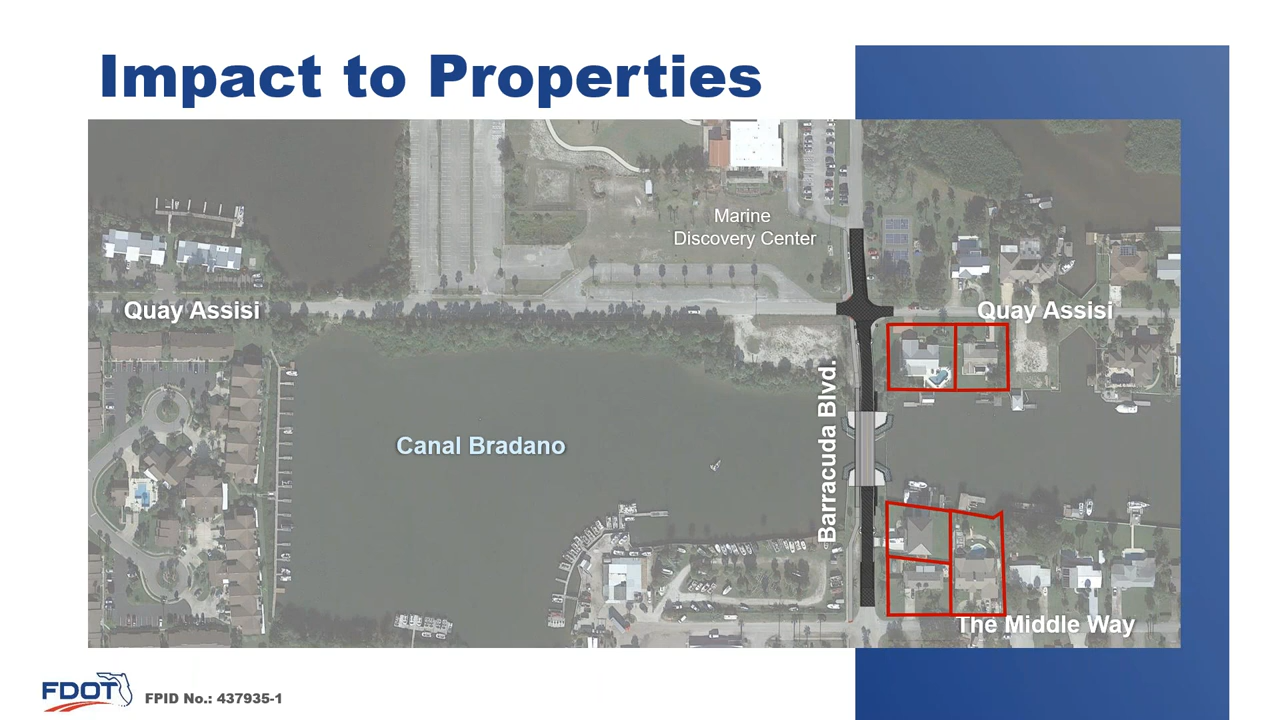 Impact to Properties
Marine
Discovery Center
Quay Assisi
Quay Assisi
Barracuda Blvd.
Canal Bradano
The Middle Way
FDOT
FPID No.: 437935-1